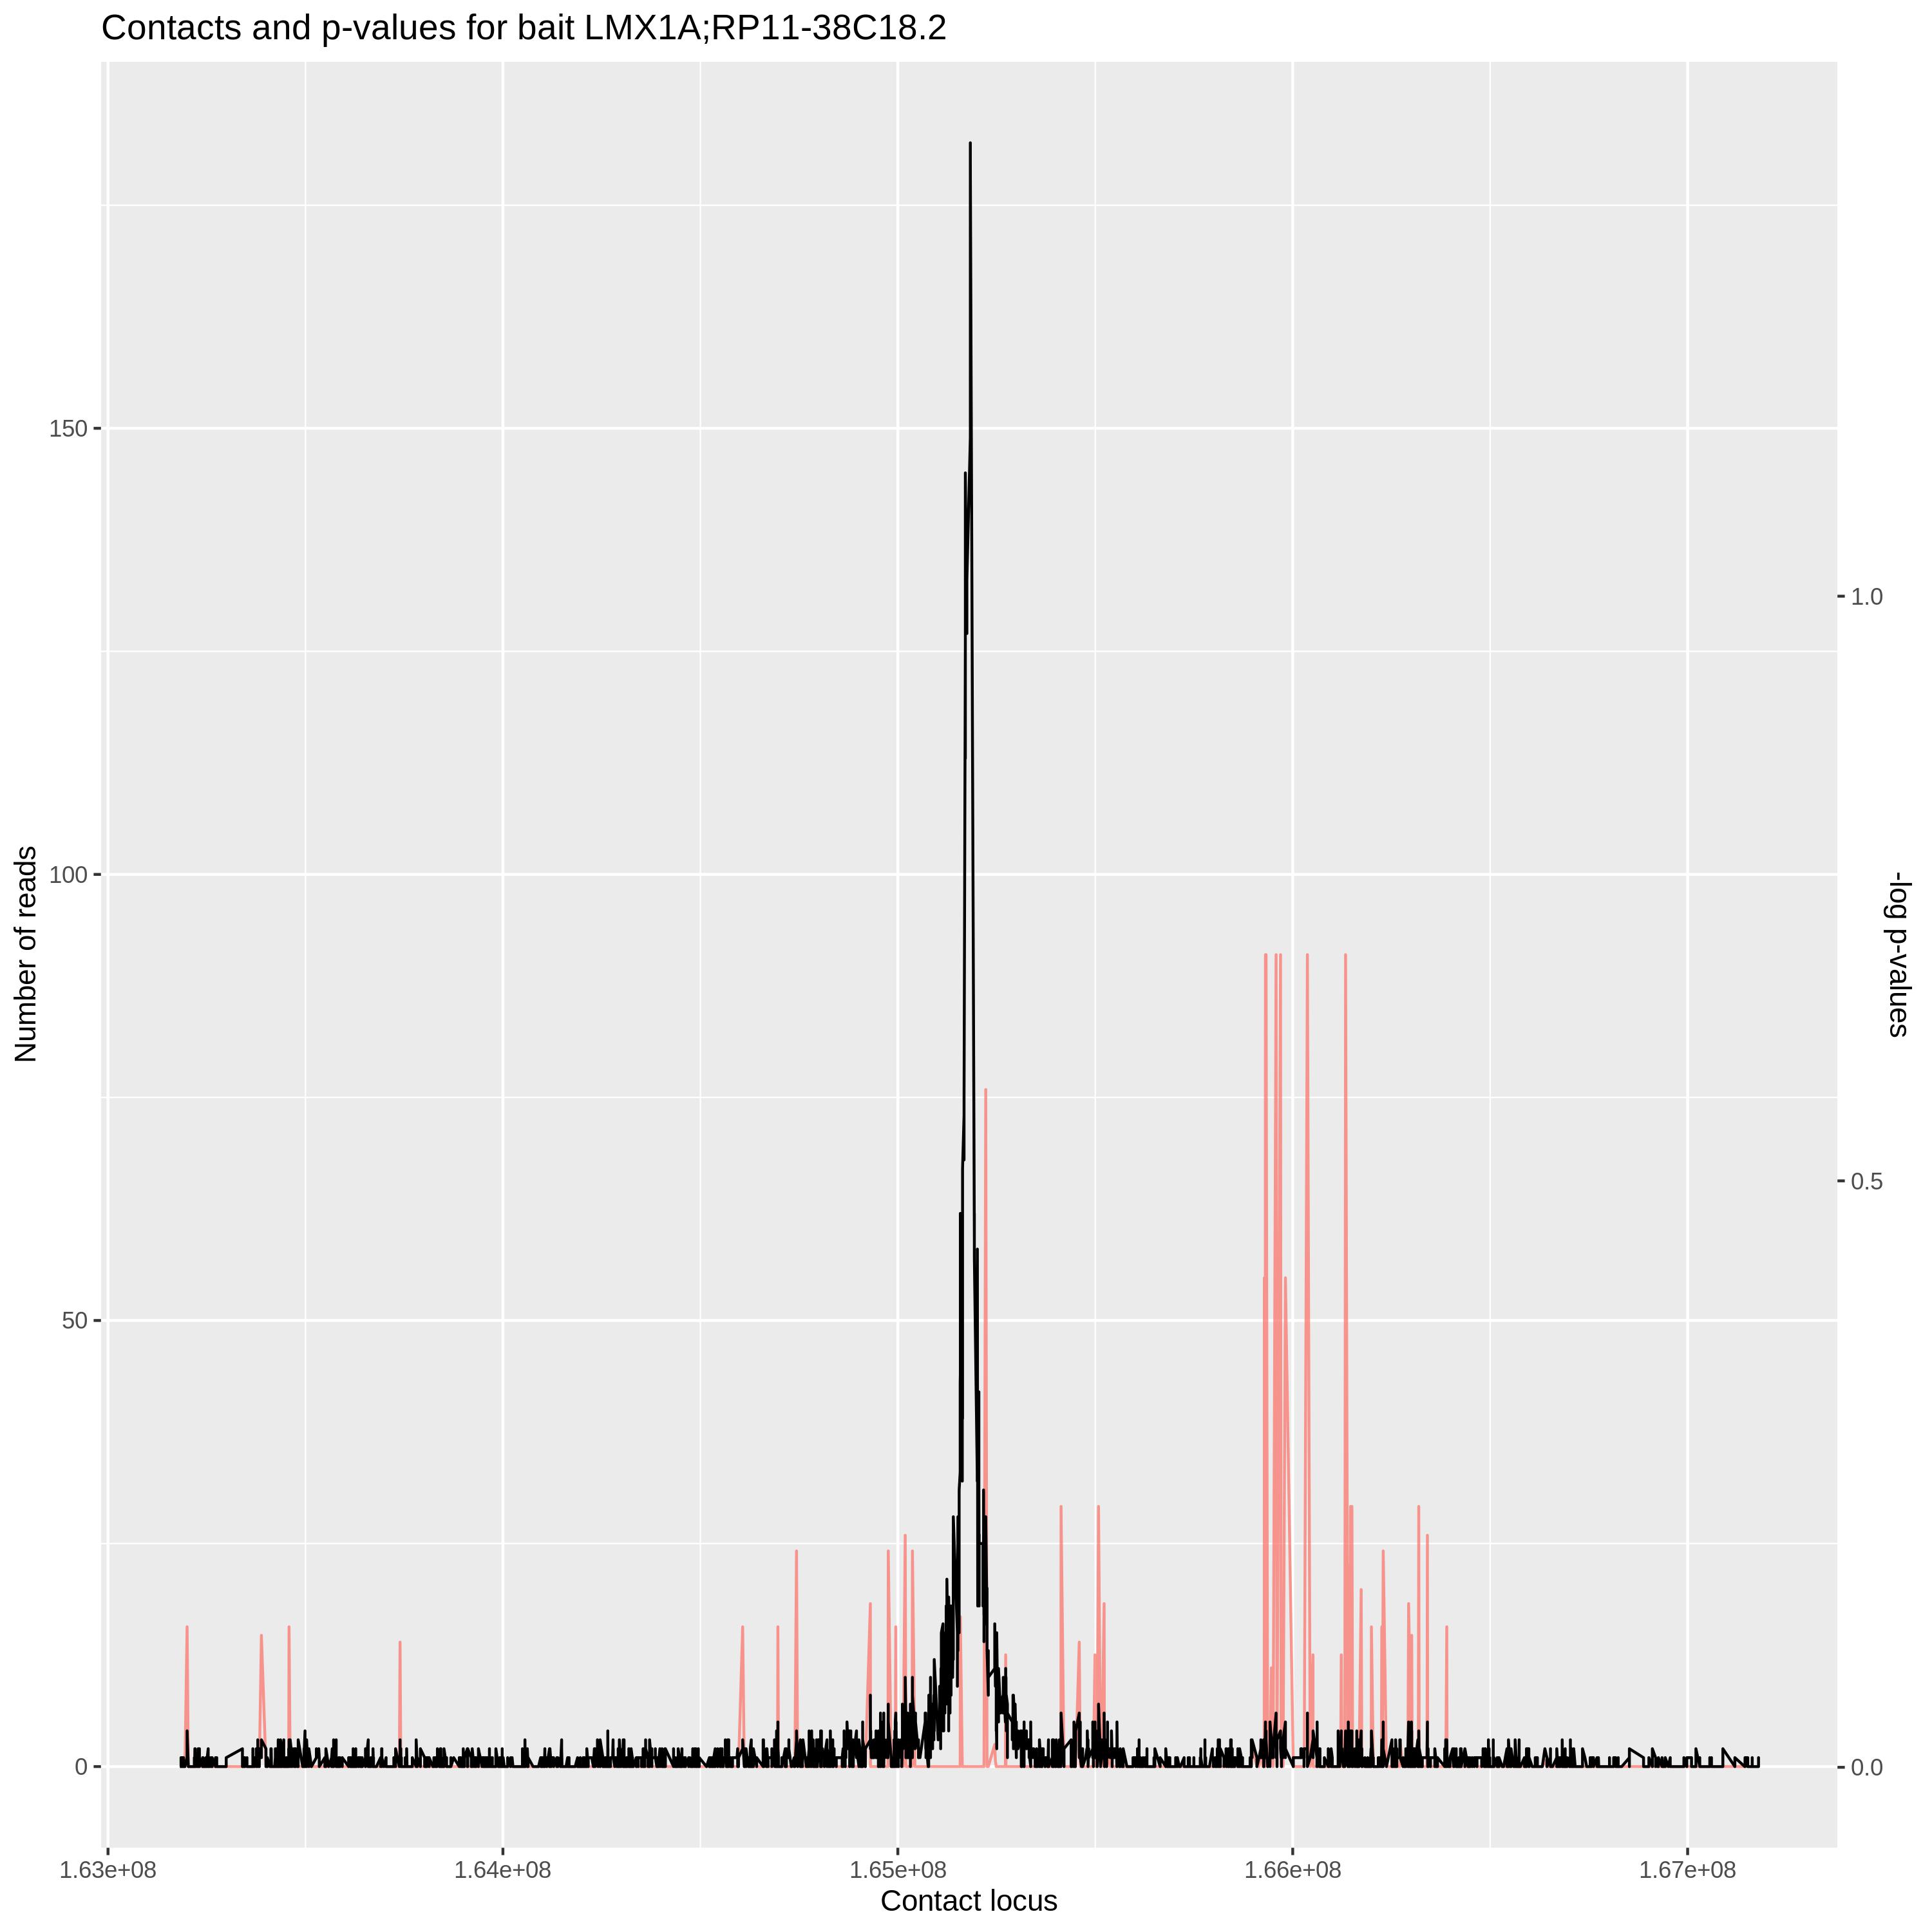 Contacts and p-values for bait LMX1A;RP11-38C18.2
150
100
50
0
Number of reads
1.0
0.5
0.0
-log p-values
1.63e+08
1.64e+08
1.65e+08
1.66e+08
1.67e+08
Contact locus